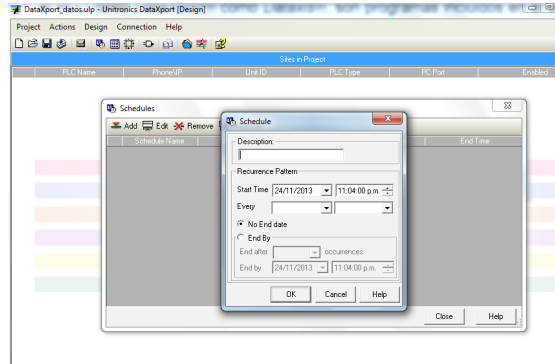 DataXport_datos.ulp - Unitronics DataXport [Design]
Project Actions Design Connection Help
Sites in Project
PLC Name Phone\IP Unit ID PLC Type PC Port Enabled
Schedules
Add Edit Remove
Schedule Name End Time
Schedule
Description:
Recurrence Pattern
Start Time 24/11/2013 11:04:00 p.m.
Every
No End date
End By
End after occurrences.
End by 24/11/2013 11:04:00 p.m.
OK Cancel Help
Close Help